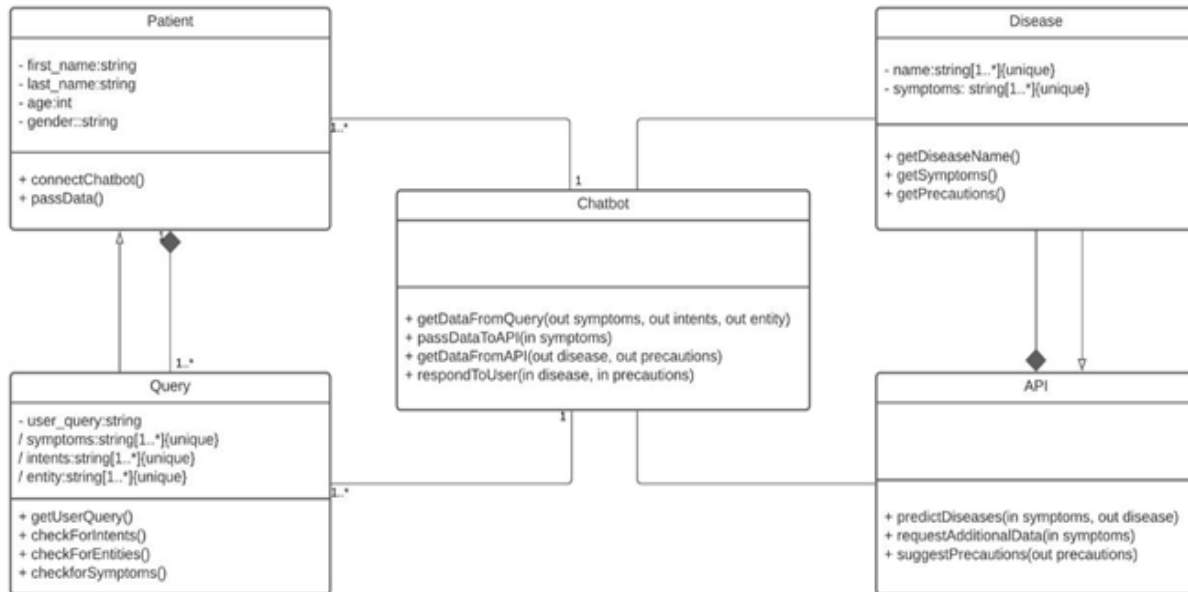 Patient
- first_name:string
- last_name:string
- age:int
- gender::string
+ connectChatbot()
+ passData()
1..*
1
1
1..*
Disease
- name:string[1..*]{unique}
- symptoms: string[1..*]{unique}
+ getDiseaseName()
+ getSymptoms()
+ getPrecautions()
Chatbot
+ getDataFromQuery(out symptoms, out intents, out entity)
+ passDataToAPI(in symptoms)
+ getDataFromAPI(out disease, out precautions)
+ respondToUser(in disease, in precautions)
1
1..*
Query
- user_query:string
/ symptoms:string[1..*]{unique}
/ intents:string[1..*]{unique}
/ entity:string[1..*]{unique}
+ getUserQuery()
+ checkForIntents()
+ checkForEntities()
+ checkforSymptoms()
API
+ predictDiseases(in symptoms, out disease)
+ requestAdditionalData(in symptoms)
+ suggestPrecautions(out precautions)